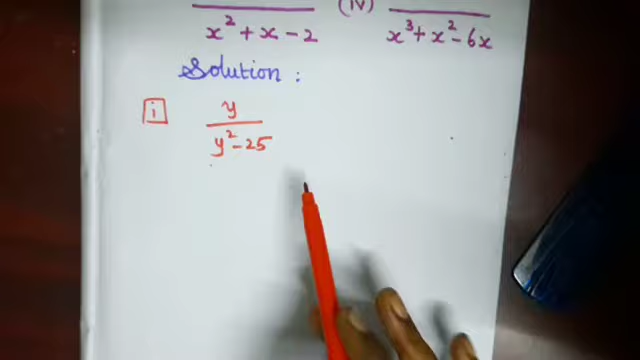 (iv)
x² + x - 2 x³ + x² - 6x
Solution :
i y
y² - 25